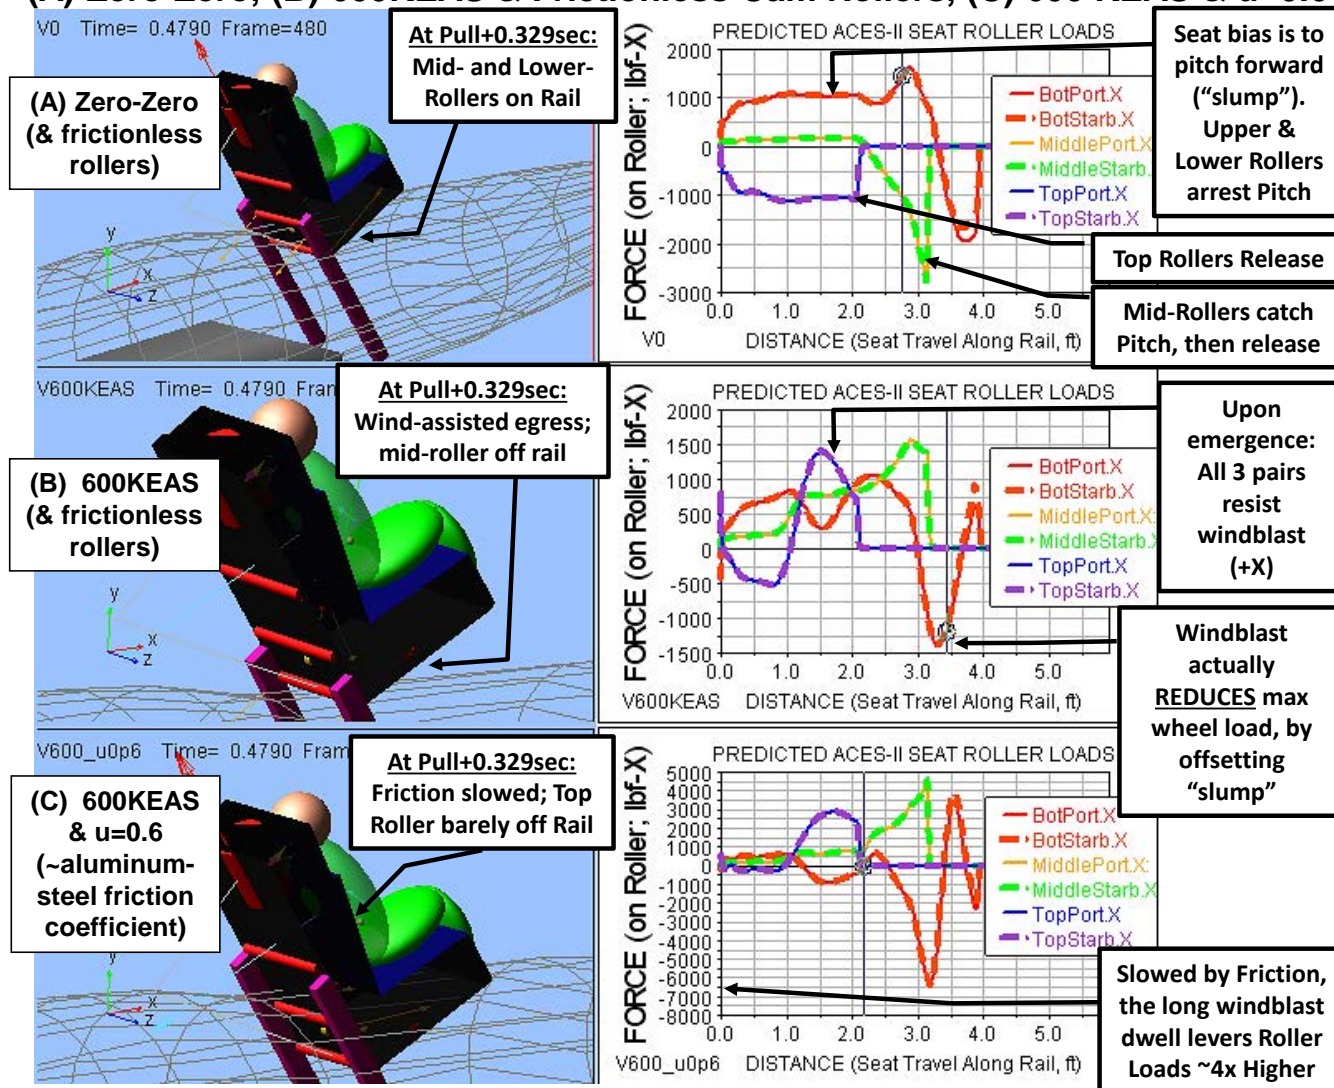 (A) Zero-Zero; (B) 600KEAS & Frictionless
V0 Time= 0.4790 Frame=480
(A) Zero-Zero
(& frictionless
rollers)
At Pull+0.329sec:
Mid- and Lower-
Rollers on Rail
y
x
z
PREDICTED ACES-II SEAT ROLLER LOADS
FORCE (on Roller; lbf-X)
2000
1000
0
-1000
-2000
-3000
0.0 1.0 2.0 3.0 4.0 5.0
V0 DISTANCE (Seat Travel Along Rail, ft)
BotPort.X
BotStarb.X
MiddlePort.X
MiddleStarb.
TopPort.X
TopStarb.X
Seat bias is to
pitch forward
(“slump”).
Upper &
Lower Rollers
arrest Pitch
Top Rollers Release
Mid-Rollers catch
Pitch, then release
V600KEAS Time= 0.4790 Fram
(B) 600KEAS
(& frictionless
rollers)
At Pull+0.329sec:
Wind-assisted egress;
mid-roller off rail
y
x
z
PREDICTED ACES-II SEAT ROLLER LOADS
FORCE (on Roller; lbf-X)
2000
1500
1000
500
0
-500
-1000
-1500
0.0 1.0 2.0 3.0 4.0 5.0
V600KEAS DISTANCE (Seat Travel Along Rail, ft)
BotPort.X
BotStarb.X
MiddlePort.X:
MiddleStarb.X
TopPort.X
TopStarb.X
Upon
emergence:
All 3 pairs
resist
windblast
(+X)
Windblast
actually
REDUCES max
wheel load, by
offsetting
“slump”
V600_u0p6 Time= 0.4790 Fram
(C) 600KEAS
& u=0.6
(~aluminum-
steel friction
coefficient)
At Pull+0.329sec:
Friction slowed; Top
Roller barely off Rail
y
x
z
PREDICTED ACES-II SEAT ROLLER LOADS
FORCE (on Roller; lbf-X)
5000
4000
3000
2000
1000
0
-1000
-2000
-3000
-4000
-5000
-6000
-7000
-8000
0.0 1.0 2.0 3.0 4.0 5.0
V600_u0p6 DISTANCE (Seat Travel Along Rail, ft)
BotPort.X
BotStarb.X
MiddlePort.X:
MiddleStarb.X
TopPort.X
TopStarb.X
Slowed by Friction,
the long windblast
dwell levers Roller
Loads ~4x Higher